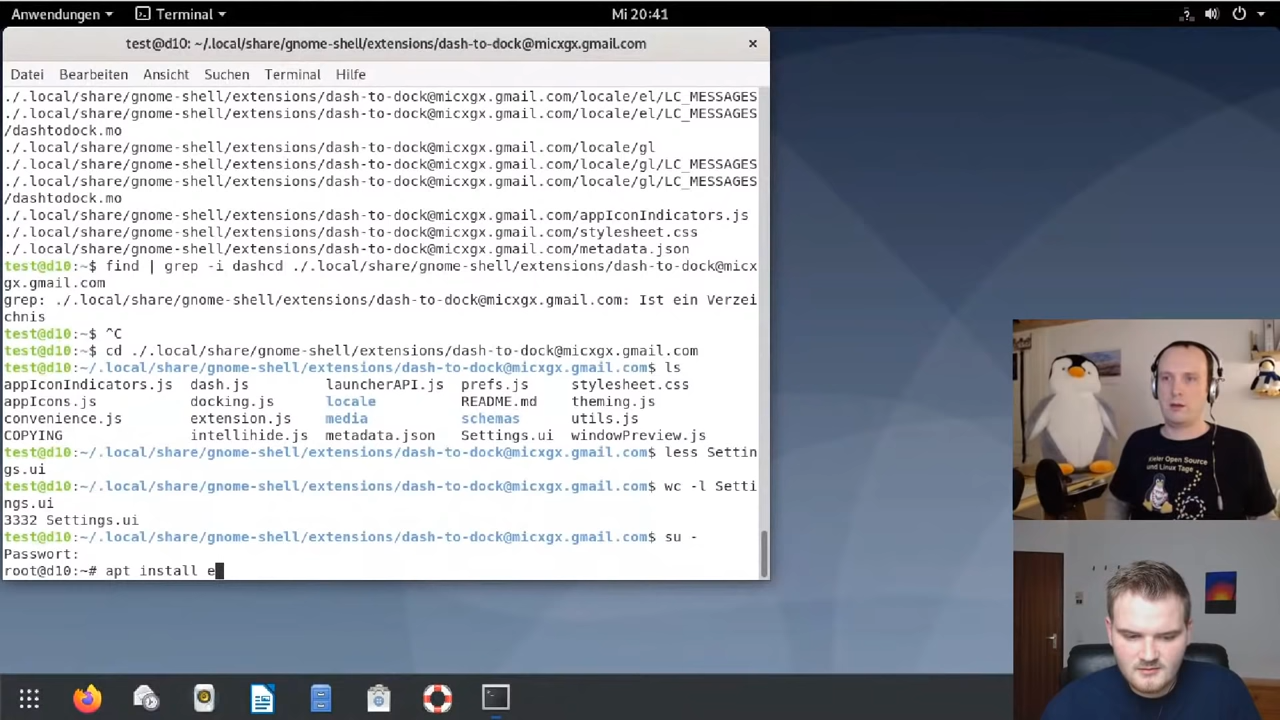 Anwendungen Terminal Mi 20:41
test@d10: ~/.local/share/gnome-shell/extensions/dash-to-dock@micxgx.gmail.com
Datei Bearbeiten Ansicht Suchen Terminal Hilfe
./.local/share/gnome-shell/extensions/dash-to-dock@micxgx.gmail.com/locale/el/LC_MESSAGES
./.local/share/gnome-shell/extensions/dash-to-dock@micxgx.gmail.com/locale/el/LC_MESSAGES
/dashtodock.mo
./.local/share/gnome-shell/extensions/dash-to-dock@micxgx.gmail.com/locale/gl
./.local/share/gnome-shell/extensions/dash-to-dock@micxgx.gmail.com/locale/gl/LC_MESSAGES
./.local/share/gnome-shell/extensions/dash-to-dock@micxgx.gmail.com/locale/gl/LC_MESSAGES
/dashtodock.mo
./.local/share/gnome-shell/extensions/dash-to-dock@micxgx.gmail.com/appIconIndicators.js
./.local/share/gnome-shell/extensions/dash-to-dock@micxgx.gmail.com/stylesheet.css
./.local/share/gnome-shell/extensions/dash-to-dock@micxgx.gmail.com/metadata.json
test@d10:~$ find | grep -i dashcd ./.local/share/gnome-shell/extensions/dash-to-dock@micx
gx.gmail.com
grep: ./.local/share/gnome-shell/extensions/dash-to-dock@micxgx.gmail.com: Ist ein Verzei
chnis
test@d10:~$ ^C
test@d10:~$ cd ./.local/share/gnome-shell/extensions/dash-to-dock@micxgx.gmail.com
test@d10:~/.local/share/gnome-shell/extensions/dash-to-dock@micxgx.gmail.com$ ls
appIconIndicators.js dash.js launcherAPI.js prefs.js stylesheet.css
appIcons.js docking.js locale README.md theming.js
convenience.js extension.js media schemas utils.js
COPYING intellihide.js metadata.json Settings.ui windowPreview.js
test@d10:~/.local/share/gnome-shell/extensions/dash-to-dock@micxgx.gmail.com$ less Settin
gs.ui
test@d10:~/.local/share/gnome-shell/extensions/dash-to-dock@micxgx.gmail.com$ wc -l Setti
ngs.ui
3332 Settings.ui
test@d10:~/.local/share/gnome-shell/extensions/dash-to-dock@micxgx.gmail.com$ su -
Passwort:
root@d10:~# apt install e
Kieler Open Source
und Linux Tage